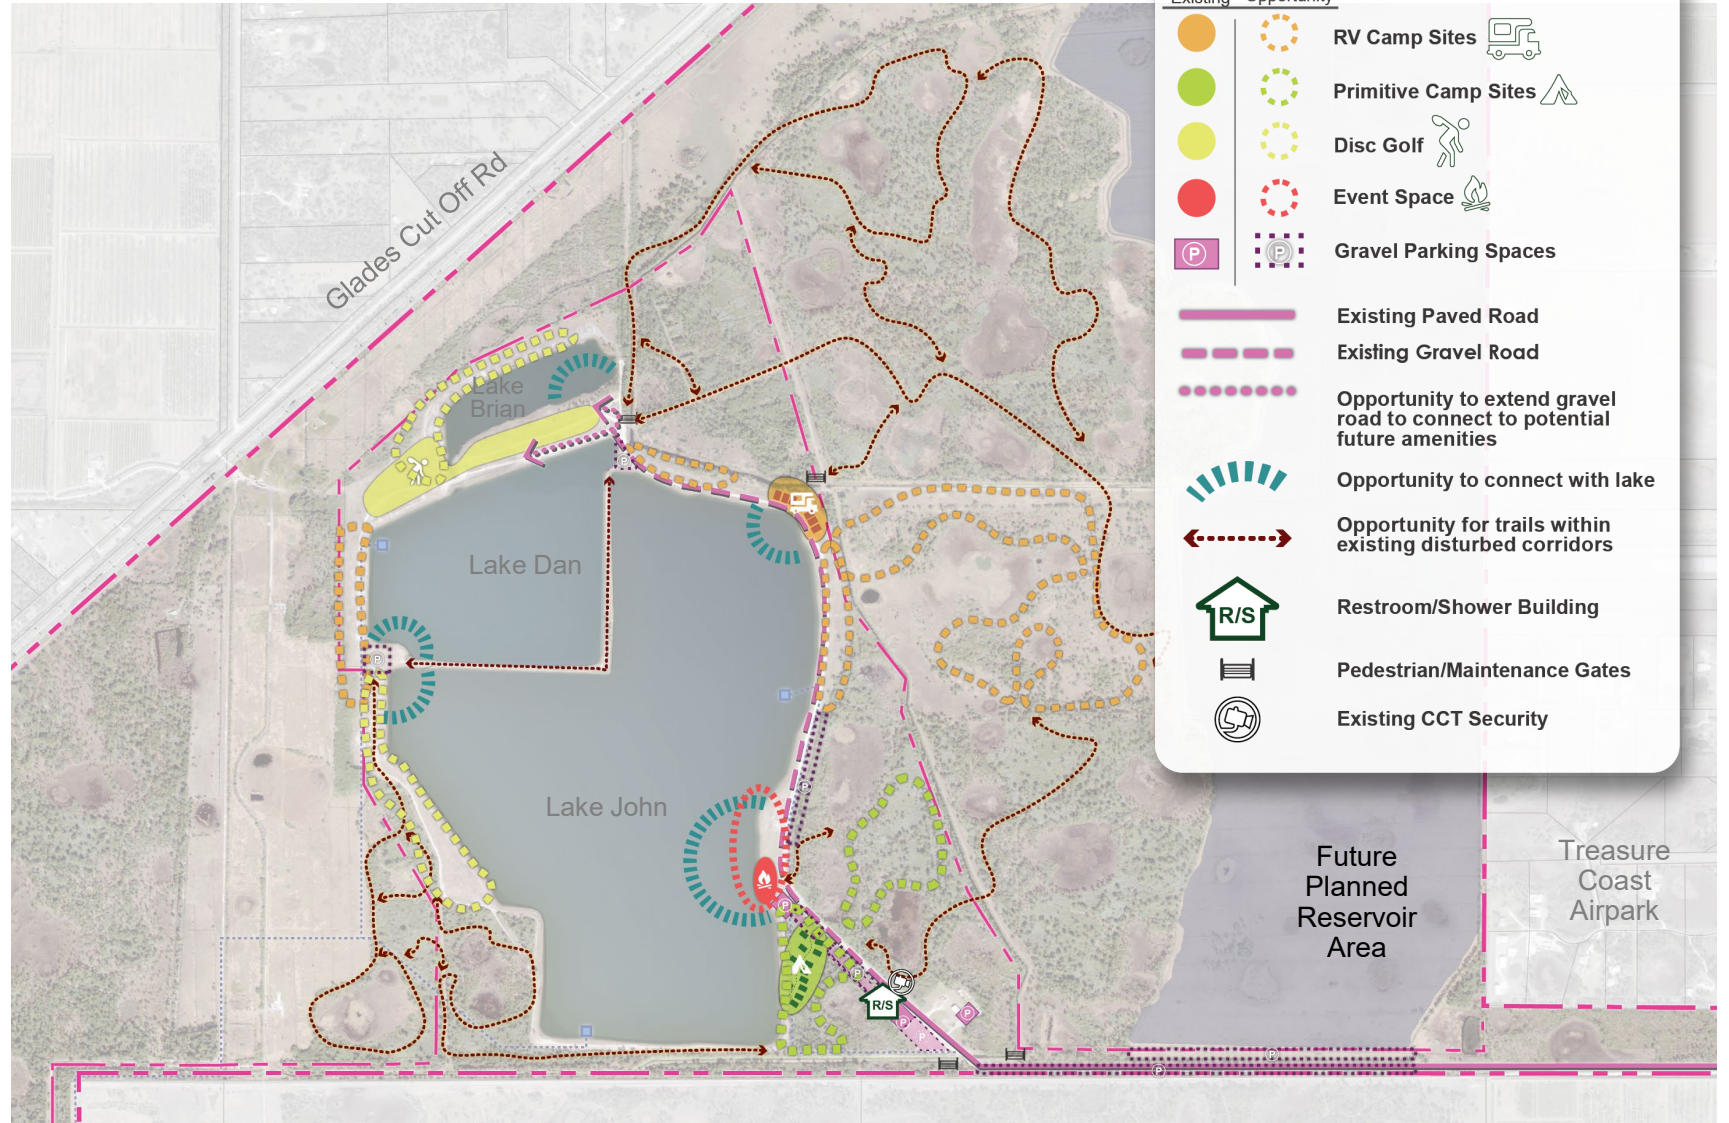 Existing Opportunity
RV Camp Sites
Primitive Camp Sites
Disc Golf
Event Space
P
P
Gravel Parking Spaces
Existing Paved Road
Existing Gravel Road
Opportunity to extend gravel
road to connect to potential
future amenities
Opportunity to connect with lake
Opportunity for trails within
existing disturbed corridors
R/S
Restroom/Shower Building
Pedestrian/Maintenance Gates
Existing CCT Security
Glades Cut Off Rd
Lake
Brian
P
Lake Dan
P
P
Lake John
P
P
R/S
P
P
P
Future
Planned
Reservoir
Area
Treasure
Coast
Airpark
P
P